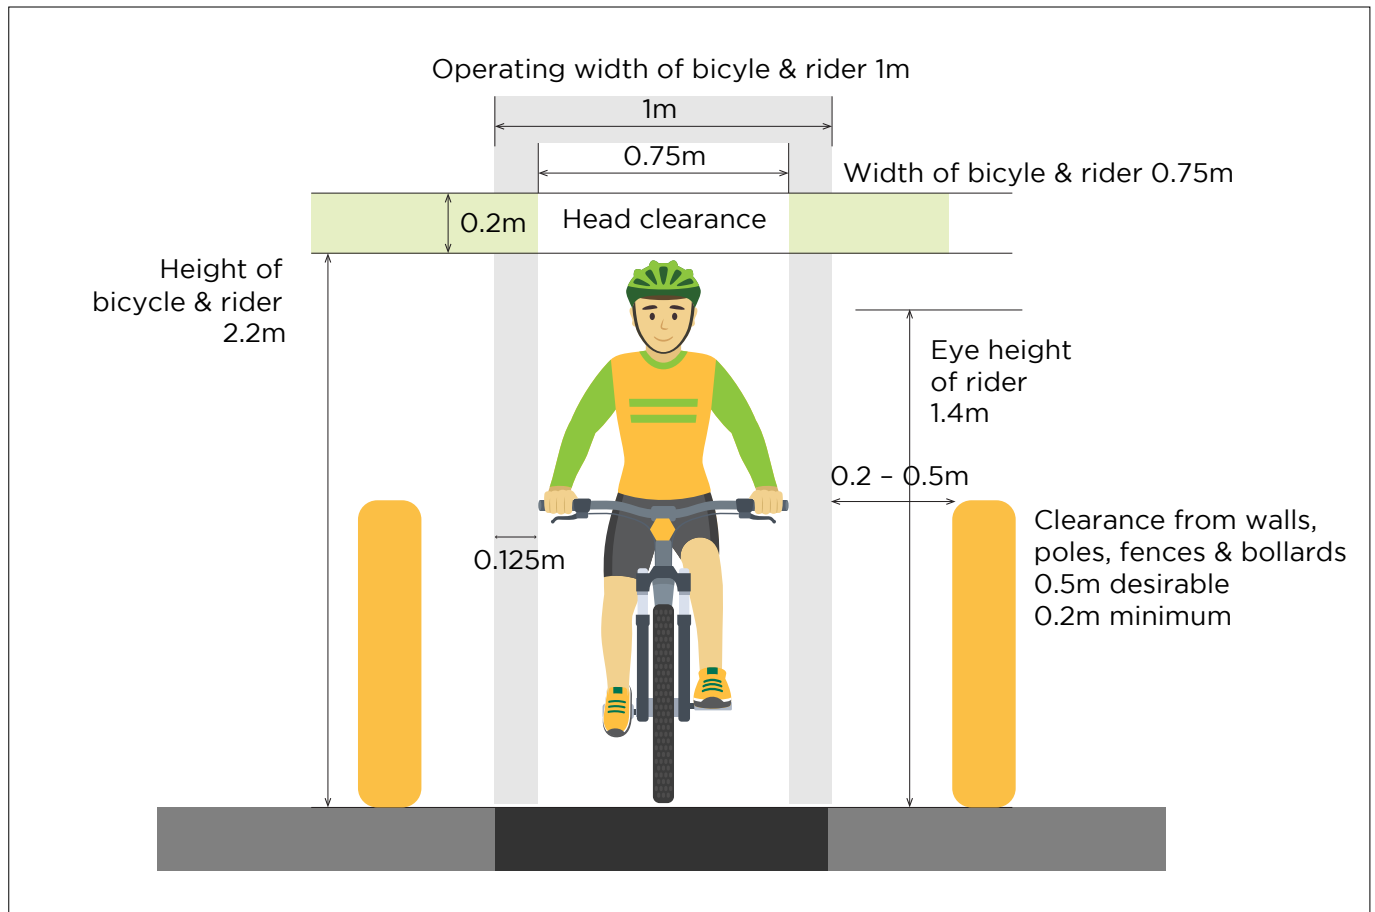 Operating width of bicyle & rider 1m
1m
0.75m
Width of bicyle & rider 0.75m
0.2m
Head clearance
Height of
bicycle & rider
2.2m
Eye height
of rider
1.4m
0.2 – 0.5m
Clearance from walls,
poles, fences & bollards
0.5m desirable
0.2m minimum
0.125m